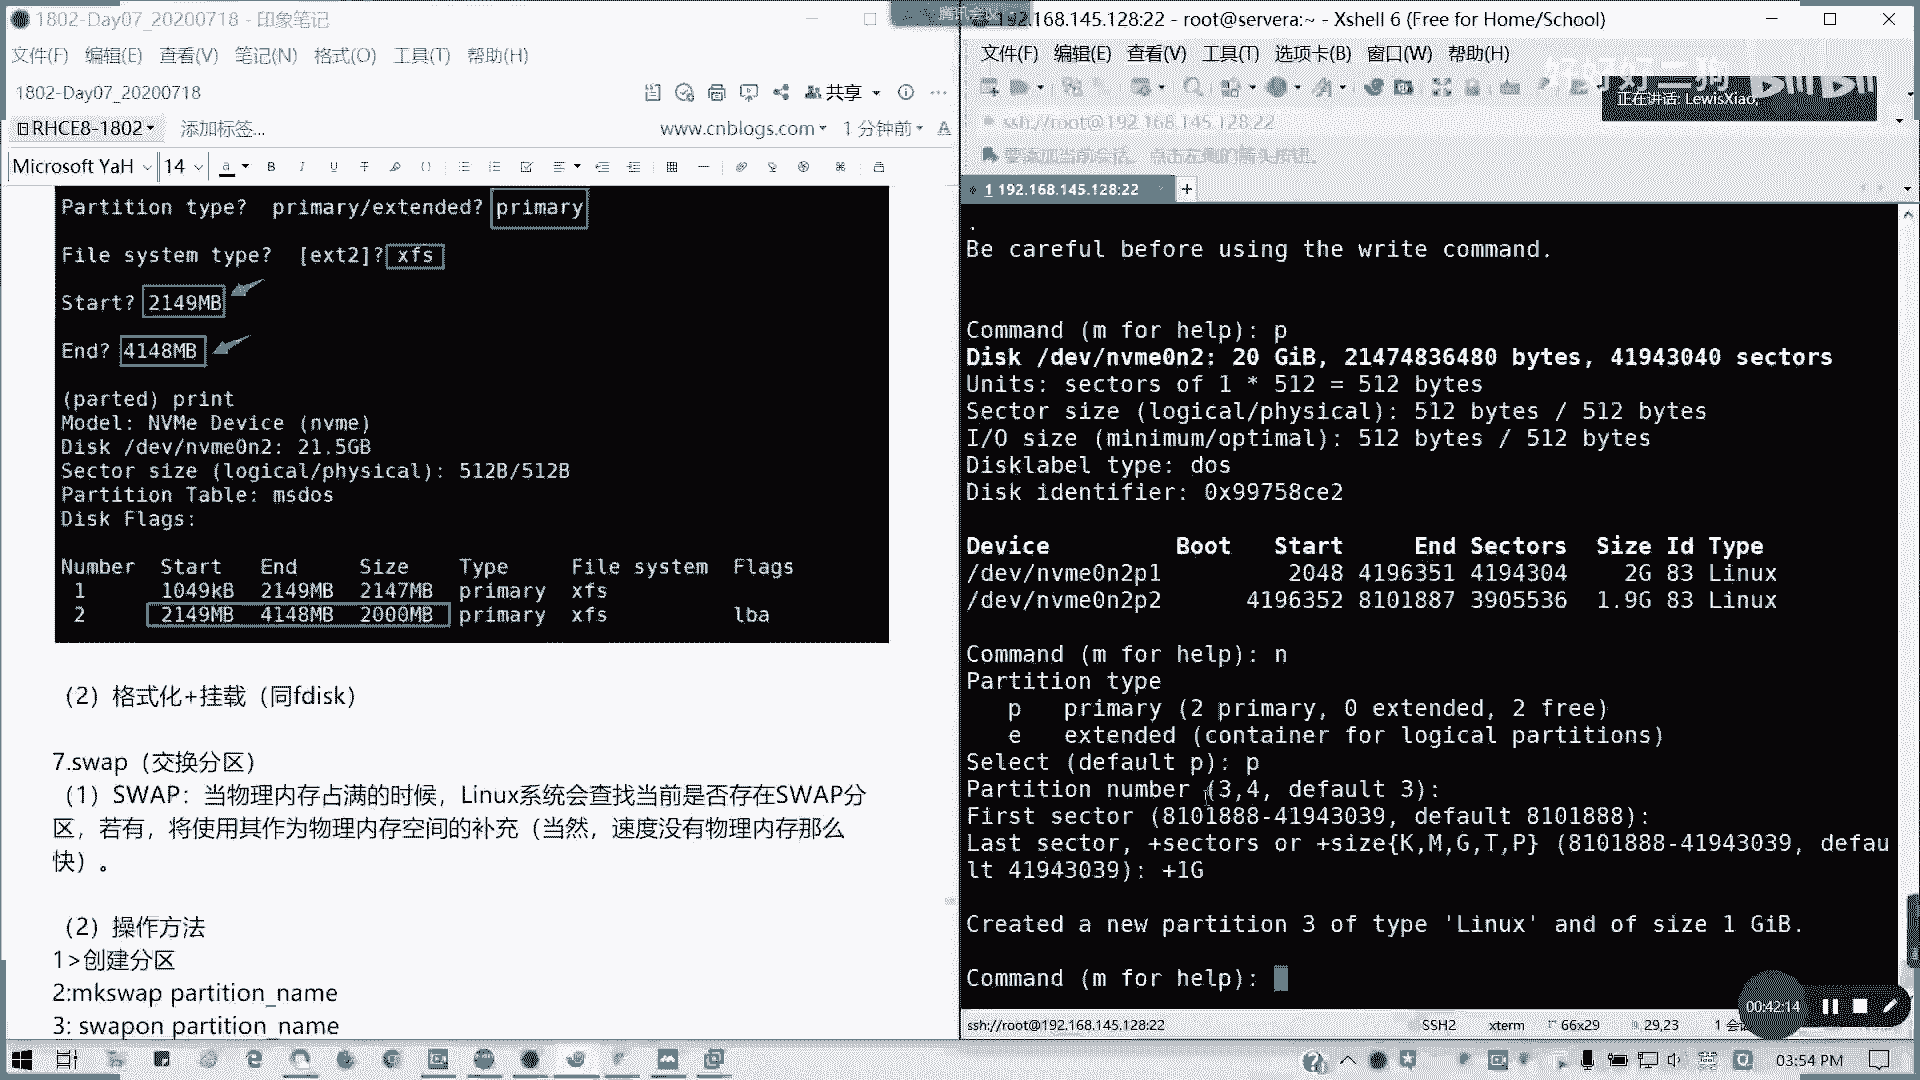 1802-Day07_20200718 - 印象笔记
文件(F) 编辑(E) 查看(V) 笔记(N) 格式(O) 工具(T) 帮助(H)
1802-Day07_20200718
共享
RHCE8-1802
添加标签...
www.cnblogs.com
1 分钟前
Microsoft YaH
14
Partition type? primary/extended? primary
File system type? [ext2]? xfs
Start? 2149MB
End? 4148MB
(parted) print
Model: NVMe Device (nvme)
Disk /dev/nvme0n2: 21.5GB
Sector size (logical/physical): 512B/512B
Partition Table: msdos
Disk Flags:
Number Start End Size Type File system Flags
1 1049kB 2149MB 2147MB primary xfs
2 2149MB 4148MB 2000MB primary xfs lba
（2）格式化+挂载（同fdisk）
7.swap（交换分区）
（1）SWAP：当物理内存占满的时候，Linux系统会查找当前是否存在SWAP分
区，若有，将使用其作为物理内存空间的补充（当然，速度没有物理内存那么
快）。
（2）操作方法
1>创建分区
2:mkswap partition_name
3: swapon partition_name
腾讯会议
192.168.145.128:22 - root@servera:~ - Xshell 6 (Free for Home/School)
文件(F) 编辑(E) 查看(V) 工具(T) 选项卡(B) 窗口(W) 帮助(H)
正在讲话: LewisXiao;
ssh://root@192.168.145.128:22
要添加当前会话，点击左侧的箭头按钮。
1 192.168.145.128:22
.
Be careful before using the write command.
Command (m for help): p
Disk /dev/nvme0n2: 20 GiB, 21474836480 bytes, 41943040 sectors
Units: sectors of 1 * 512 = 512 bytes
Sector size (logical/physical): 512 bytes / 512 bytes
I/O size (minimum/optimal): 512 bytes / 512 bytes
Disklabel type: dos
Disk identifier: 0x99758ce2
Device Boot Start End Sectors Size Id Type
/dev/nvme0n2p1 2048 4196351 4194304 2G 83 Linux
/dev/nvme0n2p2 4196352 8101887 3905536 1.9G 83 Linux
Command (m for help): n
Partition type
p primary (2 primary, 0 extended, 2 free)
e extended (container for logical partitions)
Select (default p): p
Partition number (3,4, default 3):
First sector (8101888-41943039, default 8101888):
Last sector, +sectors or +size{K,M,G,T,P} (8101888-41943039, defau
lt 41943039): +1G
Created a new partition 3 of type 'Linux' and of size 1 GiB.
Command (m for help):
00:42:14
ssh://root@192.168.145.128:22
SSH2
xterm
66x29
29,23
03:54 PM